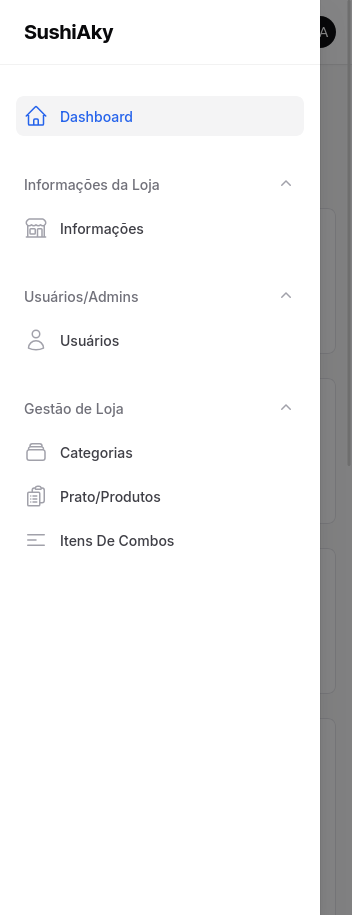 SushiAky
A
Dashboard
Informações da Loja
Informações
Usuários/Admins
Usuários
Gestão de Loja
Categorias
Prato/Produtos
Itens De Combos